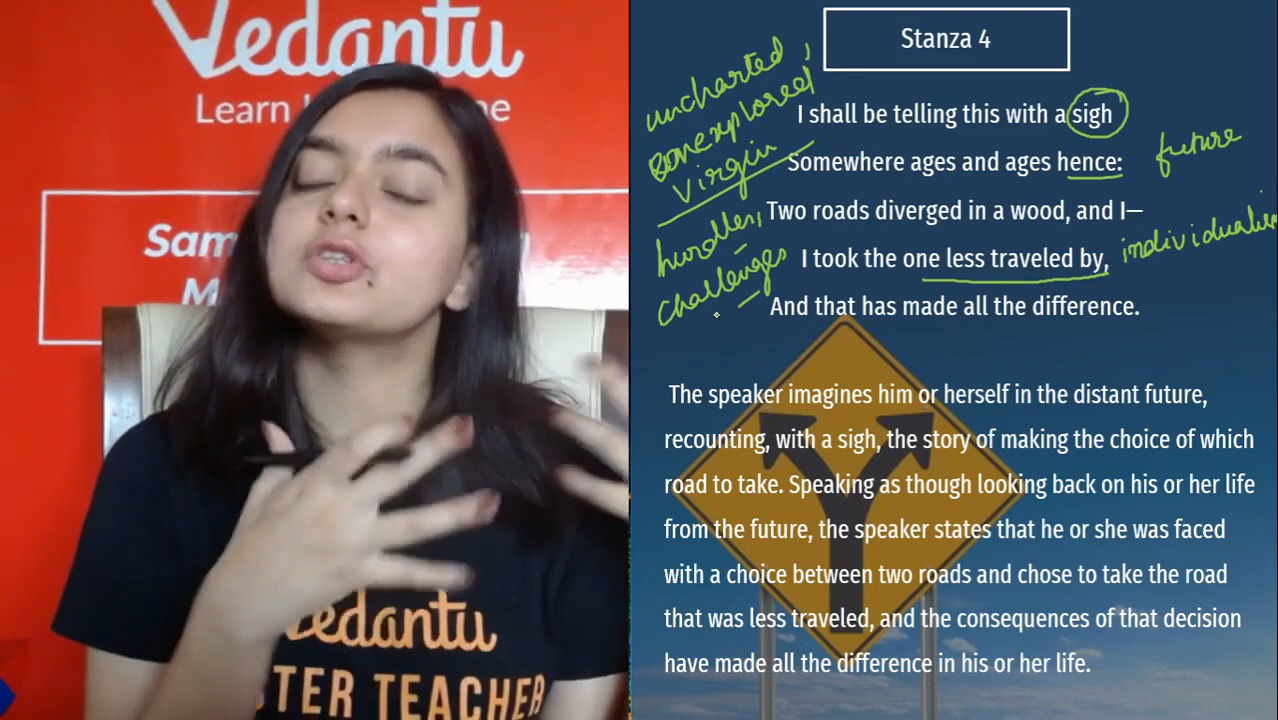 Vedantu
Learn
Sam
M
Vedantu
TER TEACHER
Stanza 4
I shall be telling this with a sigh
Somewhere ages and ages hence:
Two roads diverged in a wood, and I—
I took the one less traveled by,
And that has made all the difference.
uncharted,
unexplored
Virgin
hurdles,
challenges
future
individualism
The speaker imagines him or herself in the distant future,
recounting, with a sigh, the story of making the choice of which
road to take. Speaking as though looking back on his or her life
from the future, the speaker states that he or she was faced
with a choice between two roads and chose to take the road
that was less traveled, and the consequences of that decision
have made all the difference in his or her life.